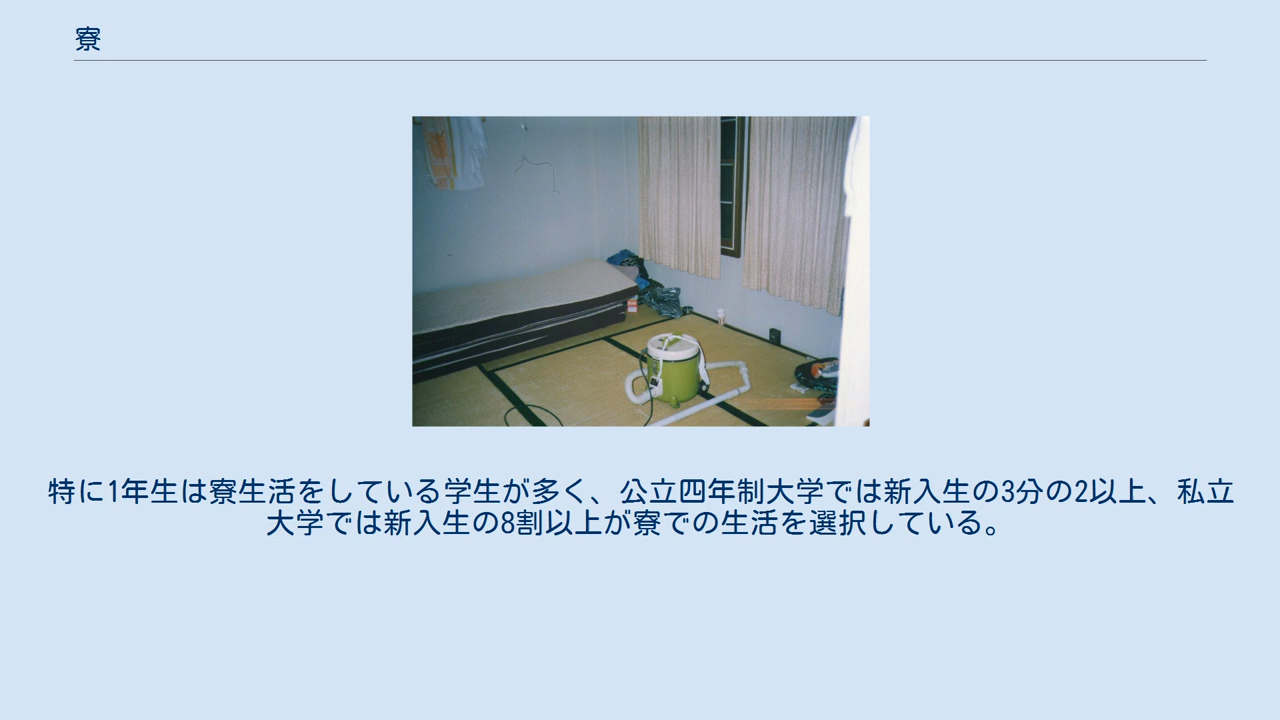 寮
特に1年生は寮生活をしている学生が多く、公立四年制大学では新入生の3分の2以上、私立
大学では新入生の8割以上が寮での生活を選択している。